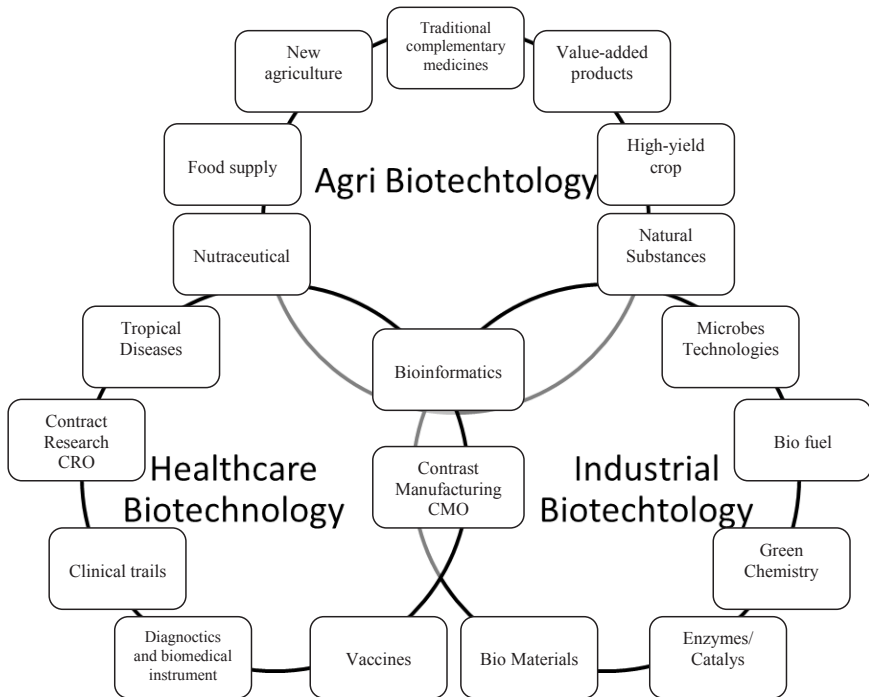 Traditional
complementary
medicines
New
agriculture
Value-added
products
Food supply
High-yield
crop
Agri Biotechtology
Nutraceutical
Natural
Substances
Tropical
Diseases
Microbes
Technologies
Bioinformatics
Contract
Research
CRO
Bio fuel
Healthcare
Biotechnology
Contrast
Manufacturing
CMO
Industrial
Biotechtology
Clinical trails
Green
Chemistry
Diagnoctics
and biomedical
instrument
Vaccines
Bio Materials
Enzymes/
Catalys